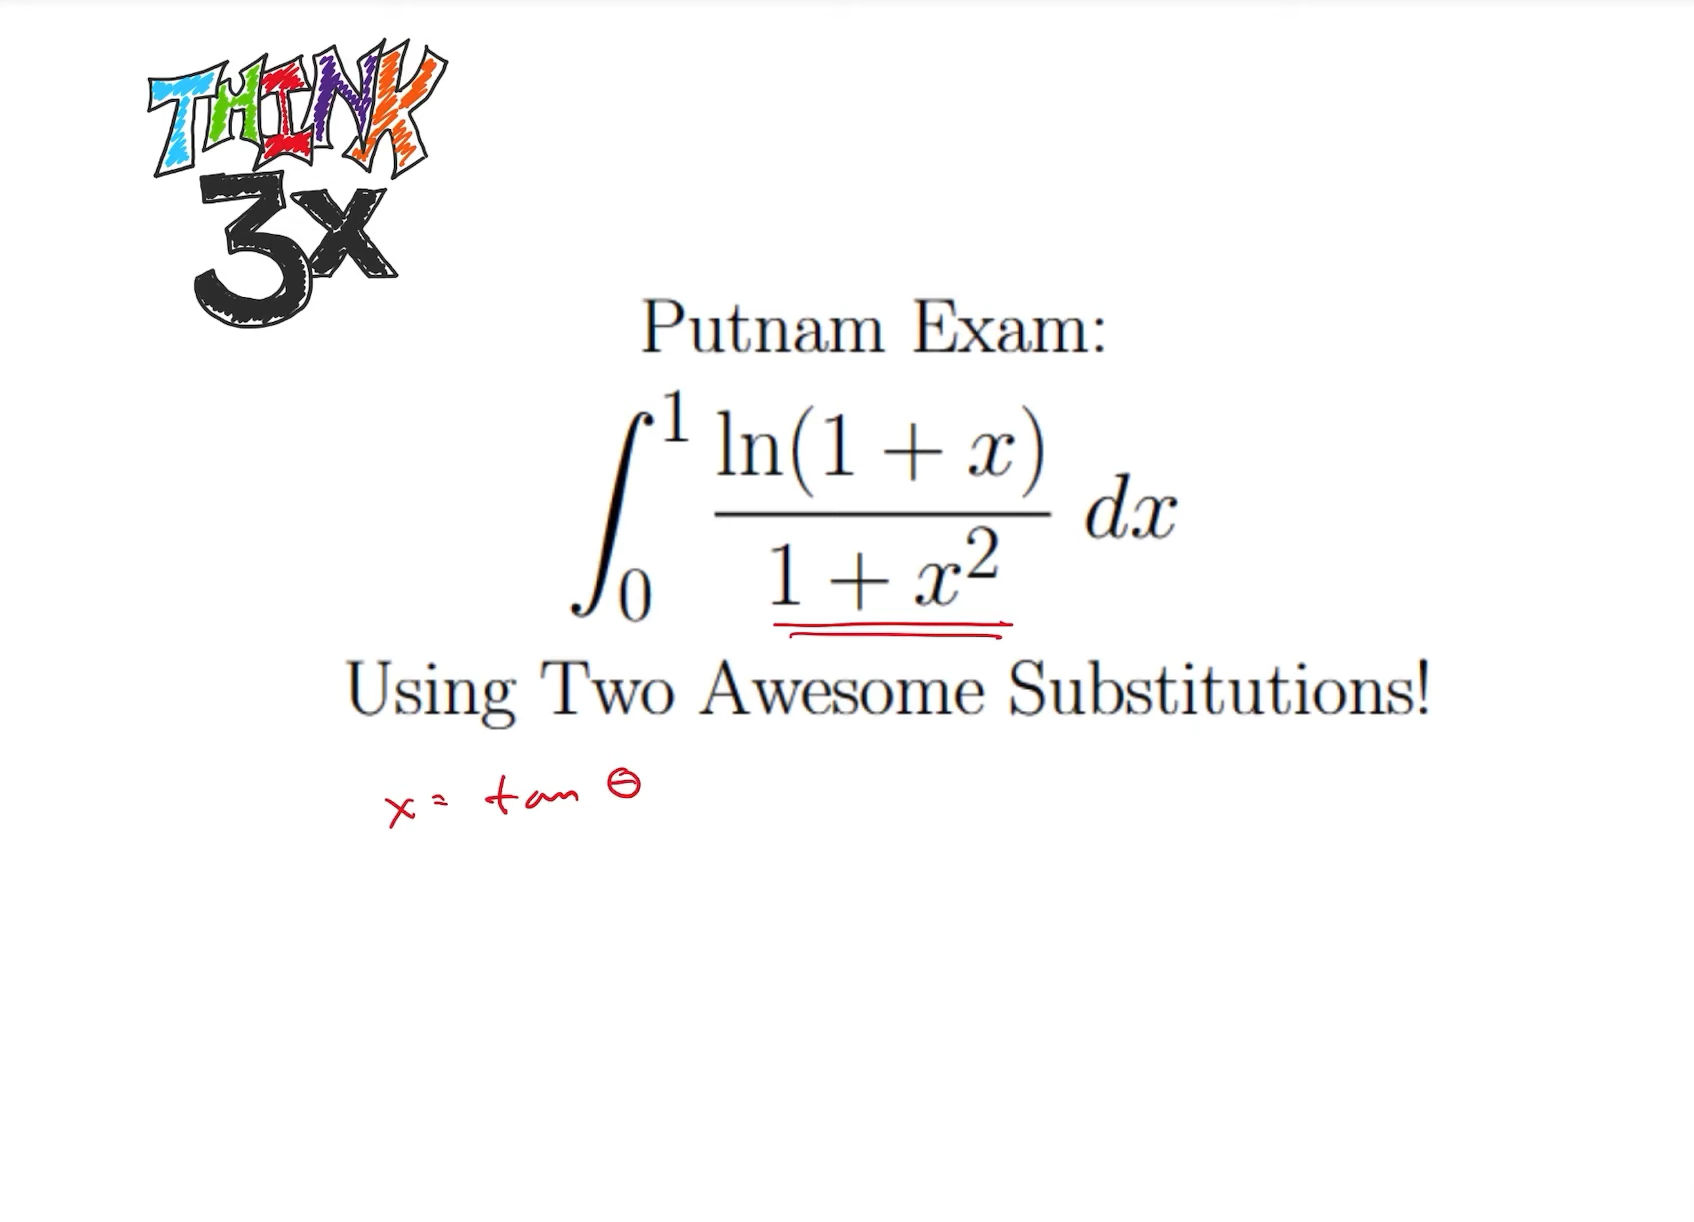 THINK
3x
Putnam Exam:
∫₀¹ ln(1 + x) / (1 + x²) dx
Using Two Awesome Substitutions!
x = tan θ